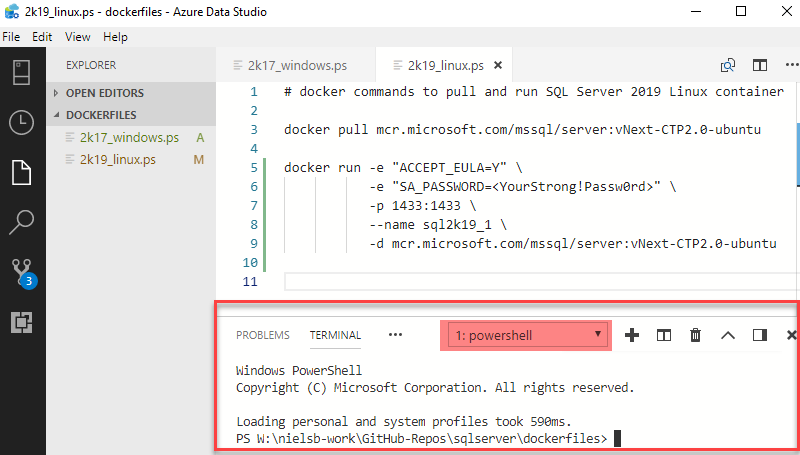 2k19_linux.ps - dockerfiles - Azure Data Studio
File Edit View Help
EXPLORER
OPEN EDITORS
DOCKERFILES
2k17_windows.ps A
2k19_linux.ps M
3
2k17_windows.ps 2k19_linux.ps
1 # docker commands to pull and run SQL Server 2019 Linux container
2
3 docker pull mcr.microsoft.com/mssql/server:vNext-CTP2.0-ubuntu
4
5 docker run -e "ACCEPT_EULA=Y" \
6 -e "SA_PASSWORD=<YourStrong!Passw0rd>" \
7 -p 1433:1433 \
8 --name sql2k19_1 \
9 -d mcr.microsoft.com/mssql/server:vNext-CTP2.0-ubuntu
10
11
PROBLEMS TERMINAL ••• 1: powershell
Windows PowerShell
Copyright (C) Microsoft Corporation. All rights reserved.
Loading personal and system profiles took 590ms.
PS W:\nielsb-work\GitHub-Repos\sqlserver\dockerfiles>